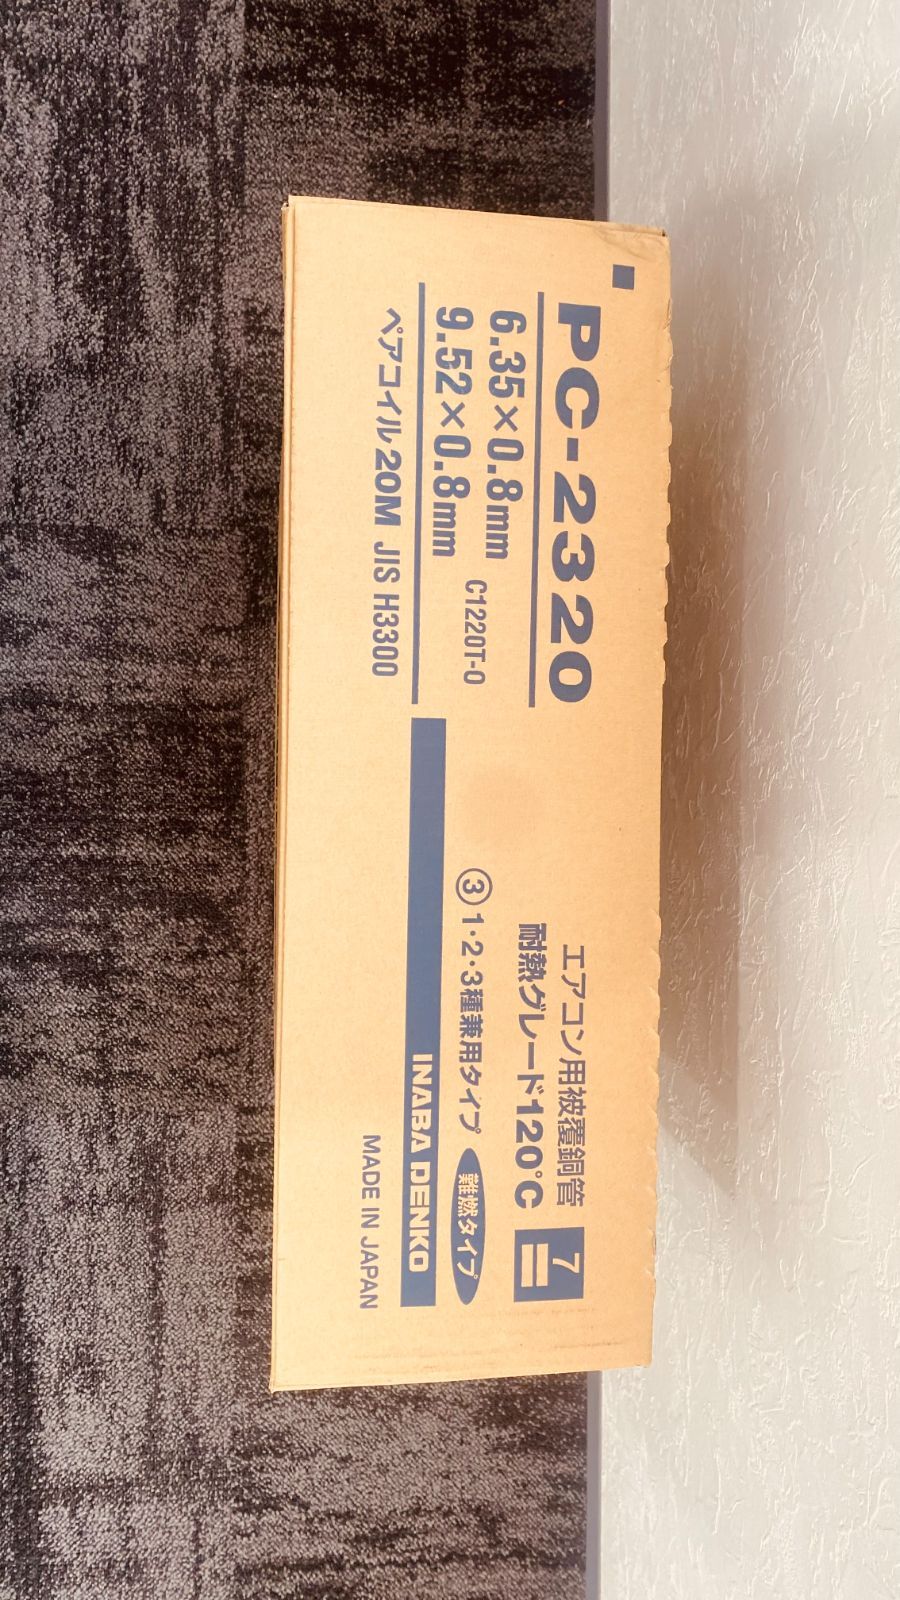 PC-2320
6.35×0.8mm
9.52×0.8mm C1220T-O
ペアコイル20M JIS H3300
エアコン用被覆銅管
耐熱グレード120℃
7
③1・2・3種兼用タイプ 難燃タイプ
INABA DENKO
MADE IN JAPAN